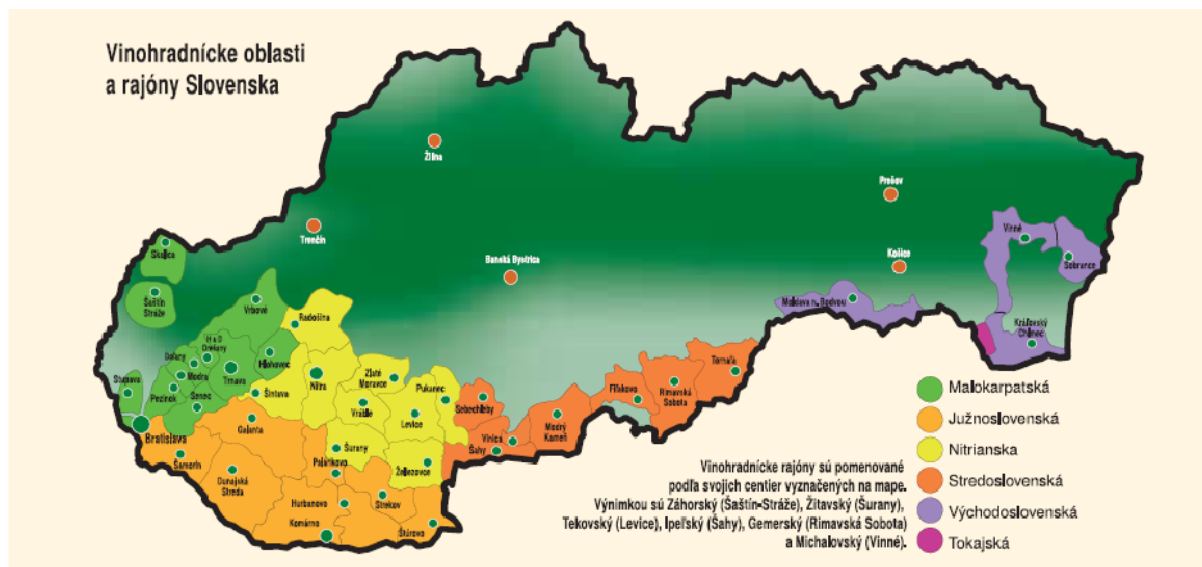 Vinohradnícke oblasti
a rajóny Slovenska
Žilina
Prešov
Trenčín
Banská Bystrica
Košice
Vinné
Sobrance
Skalica
Šaštín
Stráže
Vrbové
Radošina
Moldava n. Bodvou
Kráľovský
Chlmec
Orešany
Doľany
Hlohovec
Modra
Trnava
Stupava
Pezinok
Senec
Šintava
Nitra
Zlaté
Moravce
Pukanec
Vráble
Levice
Sebechleby
Fiľakovo
Rimavská
Sobota
Tornaľa
Modrý
Kameň
Vinica
Šahy
Galanta
Bratislava
Šamorín
Šurany
Palárikovo
Želiezovce
Dunajská
Streda
Hurbanovo
Strekov
Komárno
Štúrovo
Vinohradnícke rajóny sú pomenované
podľa svojich centier vyznačených na mape.
Výnimkou sú Záhorský (Šaštín-Stráže), Žitavský (Šurany),
Tekovský (Levice), Ipeľský (Šahy), Gemerský (Rimavská Sobota)
a Michalovský (Vinné).
Malokarpatská
Južnoslovenská
Nitrianska
Stredoslovenská
Východoslovenská
Tokajská